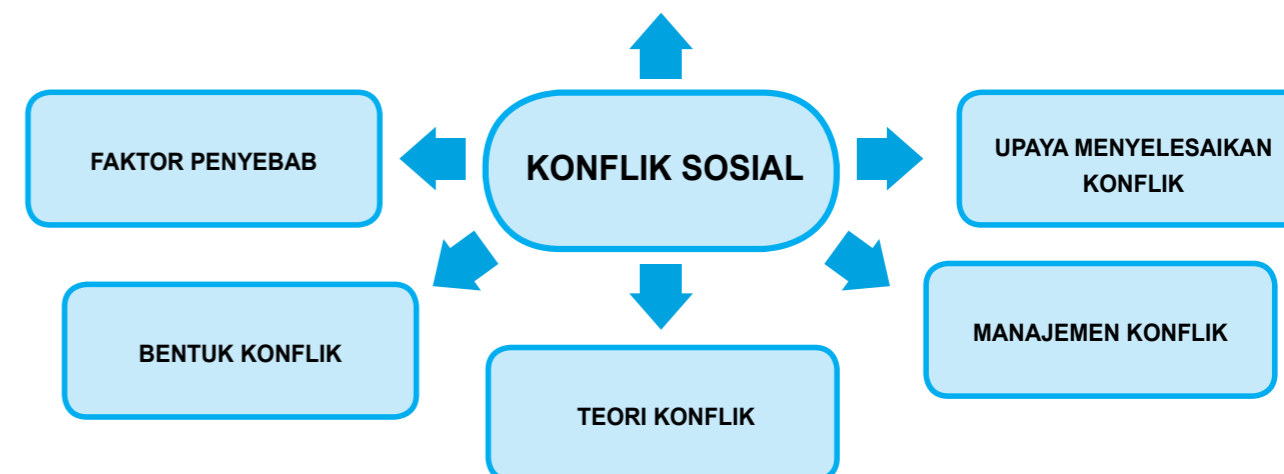 FAKTOR PENYEBAB
KONFLIK SOSIAL
UPAYA MENYELESAIKAN
KONFLIK
BENTUK KONFLIK
TEORI KONFLIK
MANAJEMEN KONFLIK